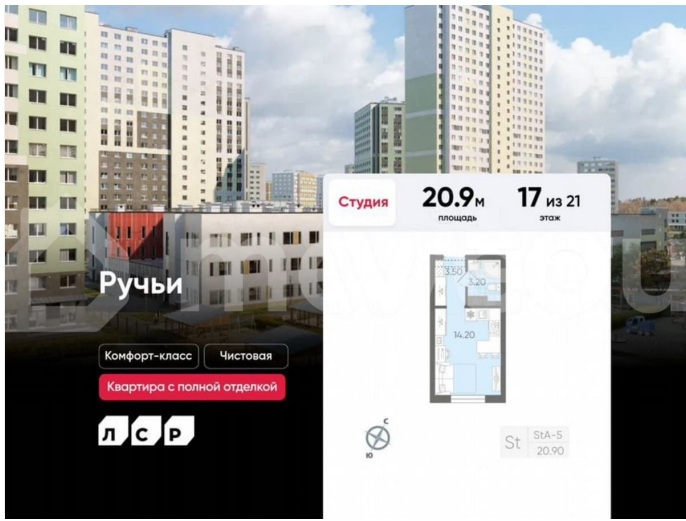 Студия
20.9 м
площадь
17 из 21
этаж
Ручьи
3.50
3.20
14.20
Комфорт-класс
Чистовая
Квартира с полной отделкой
ЛСР
С
Ю
St
StA-5
20.90